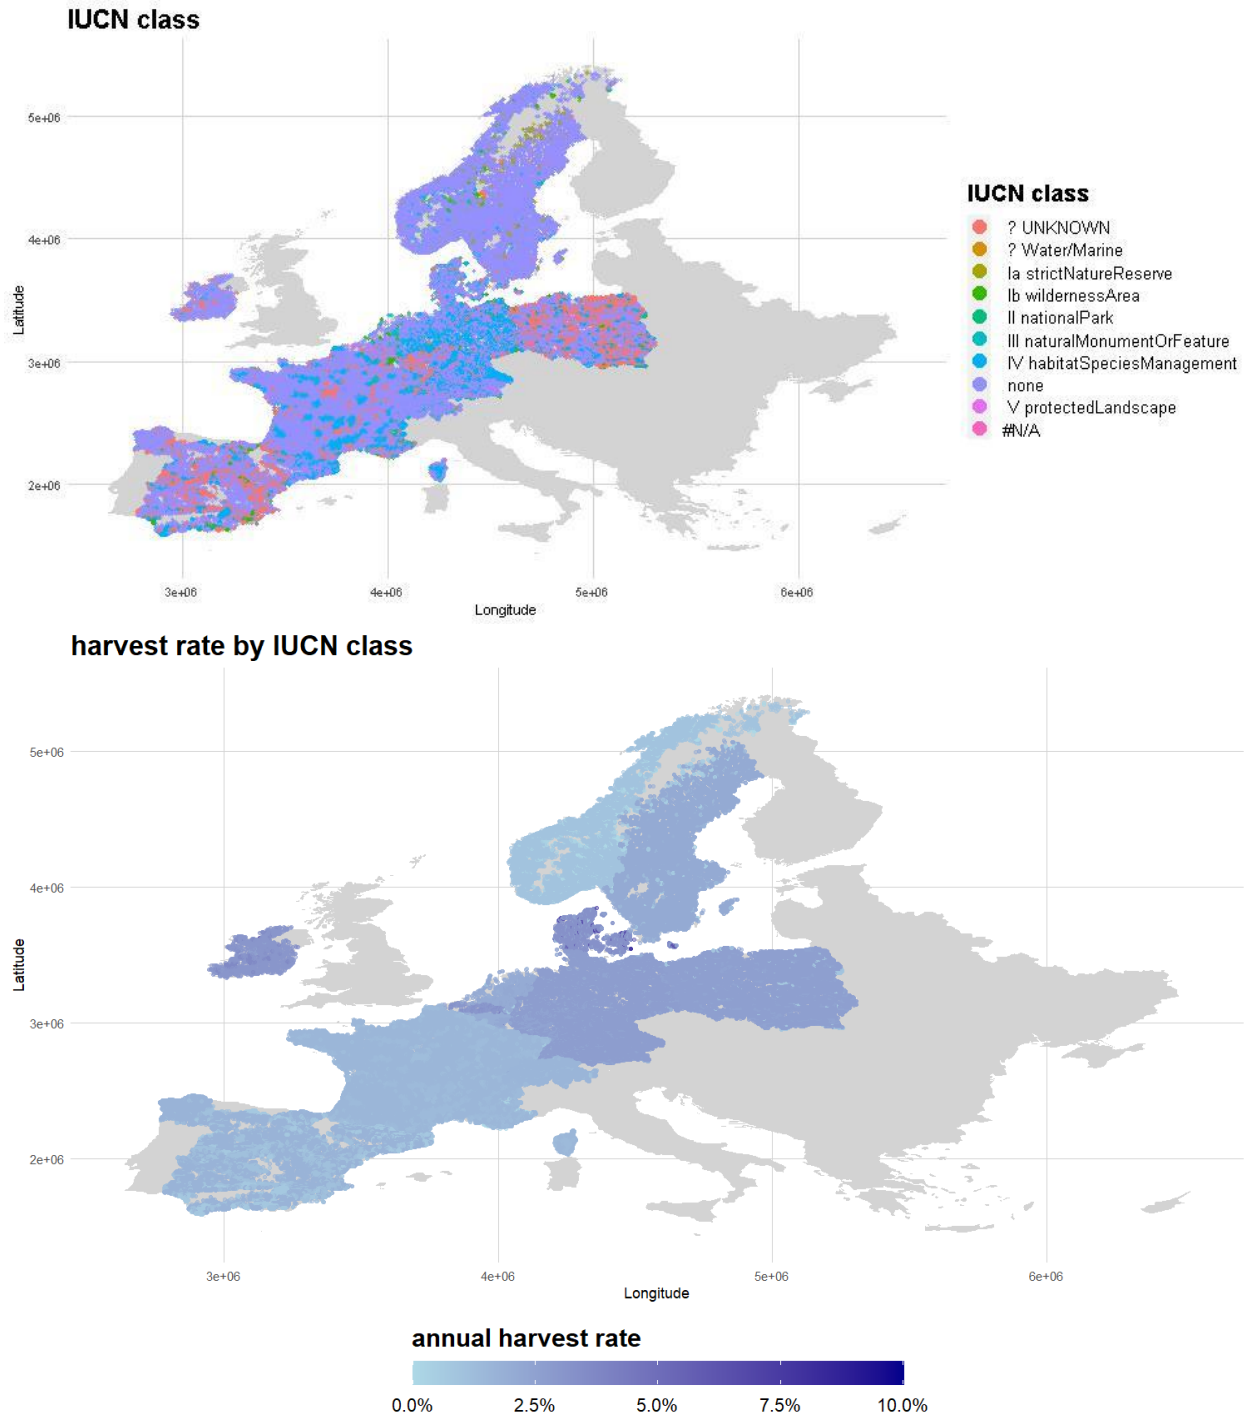 IUCN class
5e+06
4e+06
3e+06
2e+06
Latitude
3e+06
4e+06
5e+06
6e+06
Longitude
IUCN class
? UNKNOWN
? Water/Marine
Ia strictNatureReserve
Ib wildernessArea
II nationalPark
III naturalMonumentOrFeature
IV habitatSpeciesManagement
none
V protectedLandscape
#N/A
harvest rate by IUCN class
5e+06
4e+06
3e+06
2e+06
Latitude
3e+06
4e+06
5e+06
6e+06
Longitude
annual harvest rate
0.0%
2.5%
5.0%
7.5%
10.0%